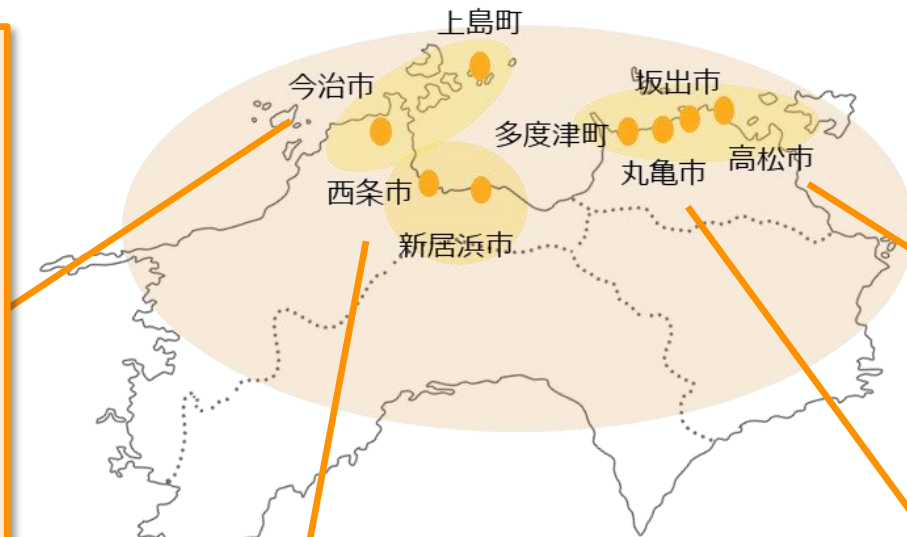 上島町
今治市
坂出市
多度津町
高松市
丸亀市
西条市
新居浜市